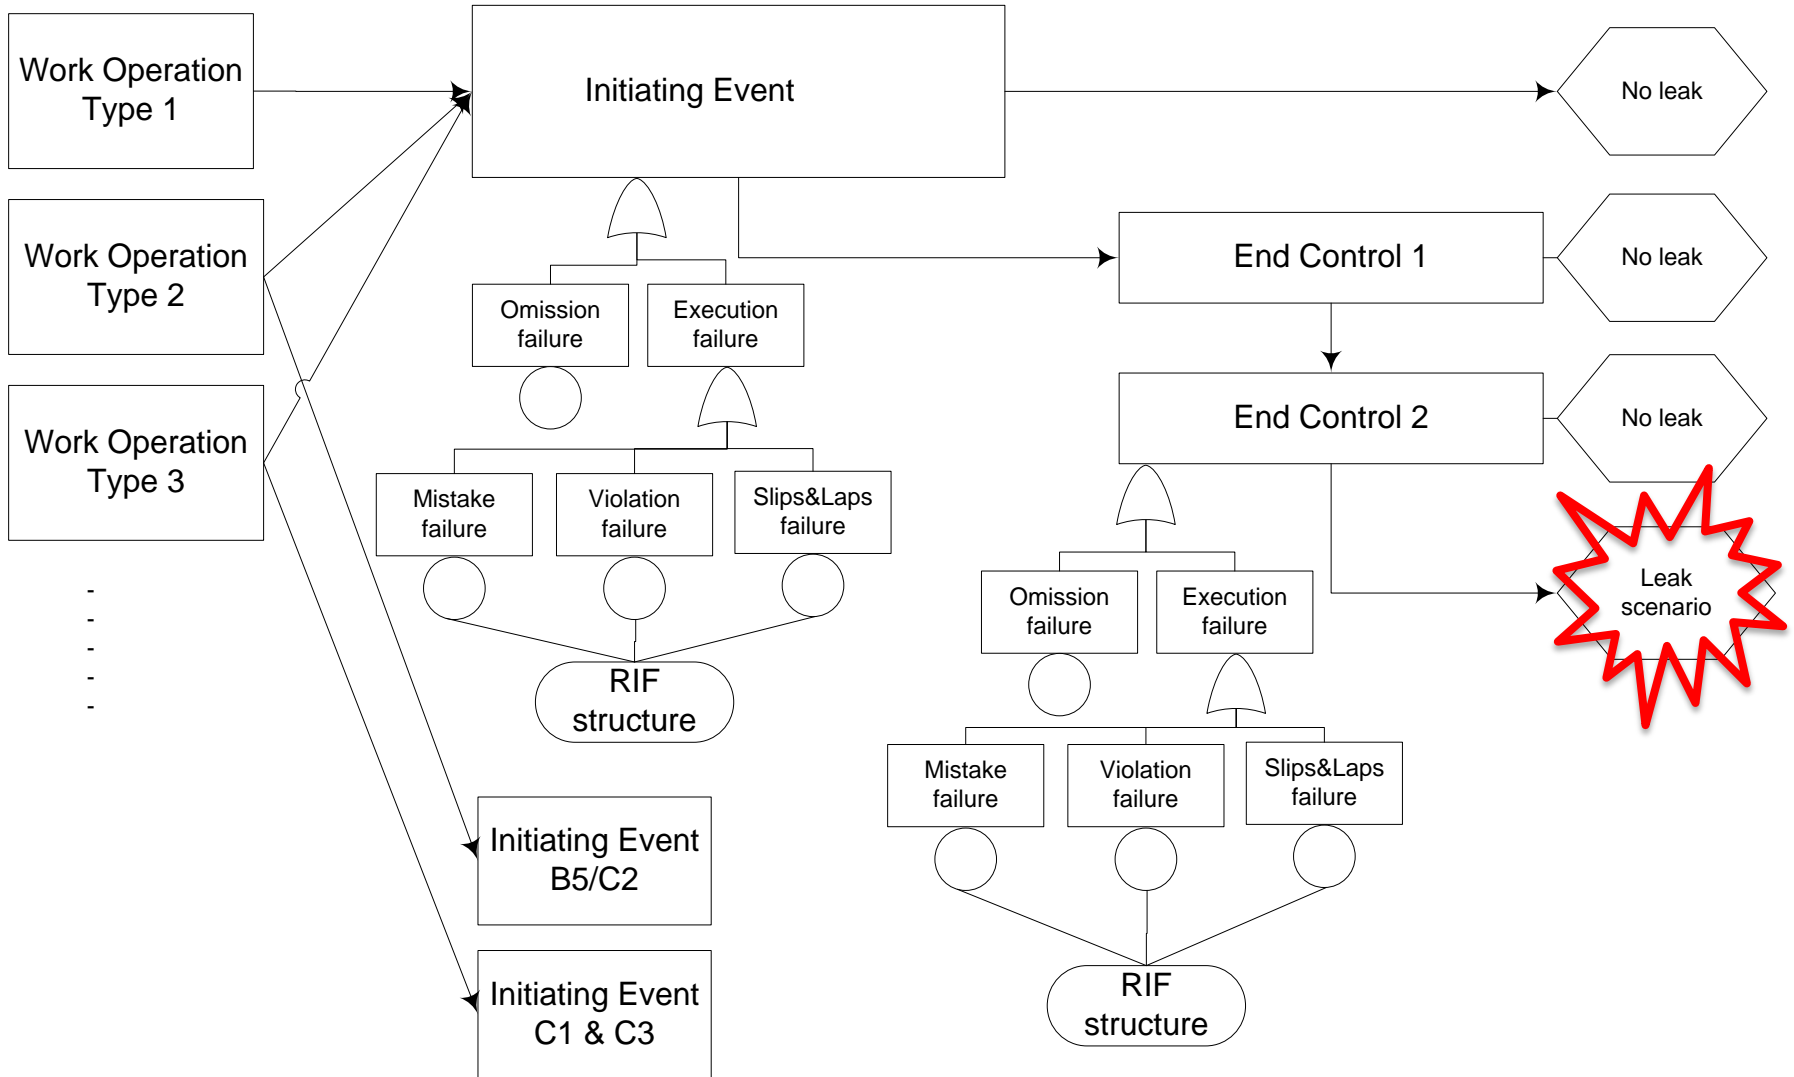 Work Operation
Type 1
Initiating Event
No leak
Work Operation
Type 2
End Control 1
No leak
Omission
failure
Execution
failure
Work Operation
Type 3
End Control 2
No leak
Mistake
failure
Violation
failure
Slips&Laps
failure
-
-
-
-
-
Leak
scenario
Omission
failure
Execution
failure
RIF
structure
Mistake
failure
Violation
failure
Slips&Laps
failure
Initiating Event
B5/C2
Initiating Event
C1 & C3
RIF
structure